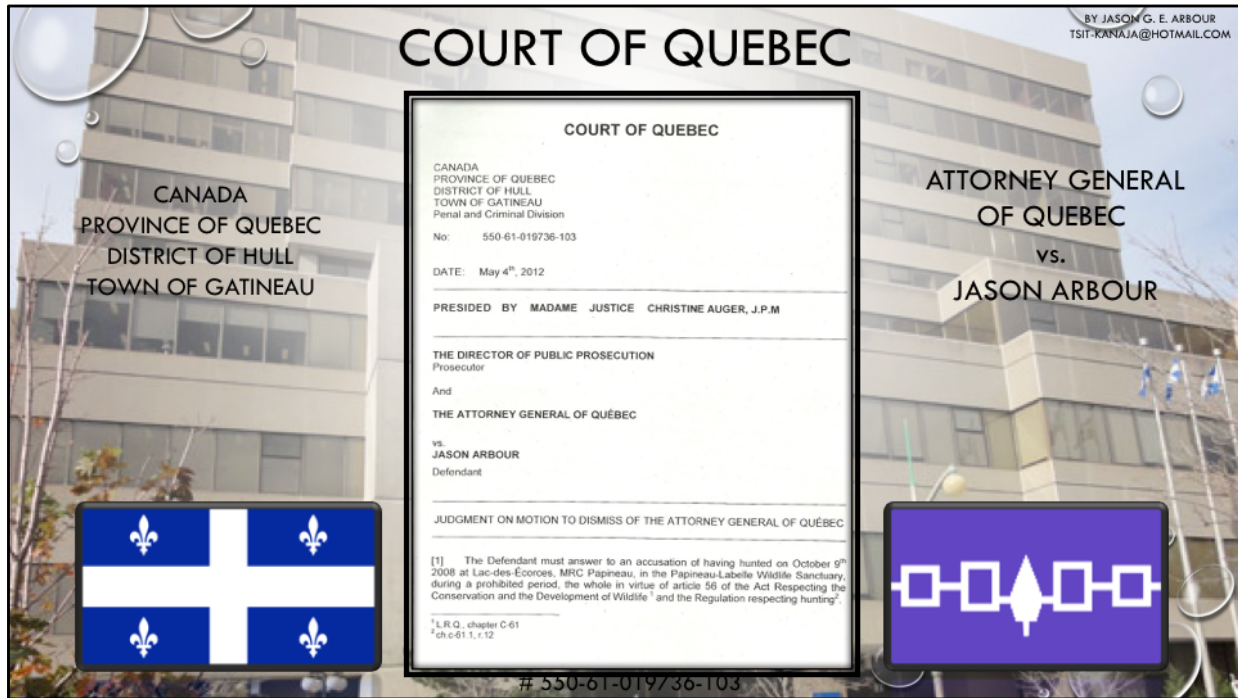 BY JASON G. E. ARBOUR
TSIT-KANAJA@HOTMAIL.COM
COURT OF QUEBEC
CANADA
PROVINCE OF QUEBEC
DISTRICT OF HULL
TOWN OF GATINEAU
COURT OF QUEBEC
CANADA
PROVINCE OF QUEBEC
DISTRICT OF HULL
TOWN OF GATINEAU
Penal and Criminal Division
No: 550-61-019736-103
DATE: May 4th, 2012
PRESIDED BY MADAME JUSTICE CHRISTINE AUGER, J.P.M
THE DIRECTOR OF PUBLIC PROSECUTION
Prosecutor
And
THE ATTORNEY GENERAL OF QUÉBEC
vs.
JASON ARBOUR
Defendant
JUDGMENT ON MOTION TO DISMISS OF THE ATTORNEY GENERAL OF QUÉBEC
[1] The Defendant must answer to an accusation of having hunted on October 9th
2008 at Lac-des-Écorces, MRC Papineau, in the Papineau-Labelle Wildlife Sanctuary,
during a prohibited period, the whole in virtue of article 56 of the Act Respecting the
Conservation and the Development of Wildlife 1 and the Regulation respecting hunting2.
1 L.R.Q., chapter C-61
2 ch.c-61.1, r.12
ATTORNEY GENERAL
OF QUEBEC
vs.
JASON ARBOUR
# 550-61-019736-103